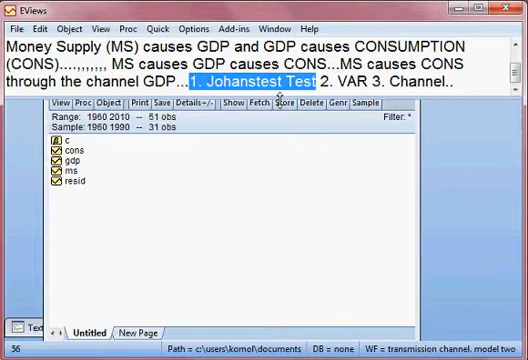 EViews
File Edit Object View Proc Quick Options Add-ins Window Help
Money Supply (MS) causes GDP and GDP causes CONSUMPTION
(CONS)....,,,,,,, MS causes GDP causes CONS...MS causes CONS
through the channel GDP...1. Johanstest Test 2. VAR 3. Channel..
View Proc Object Print Save Details+/- Show Fetch Store Delete Genr Sample
Range: 1960 2010 -- 51 obs Filter: *
Sample: 1960 1990 -- 31 obs
c
cons
gdp
ms
resid
Untitled New Page
Text
56 Path = c:\users\komol\documents DB = none WF = transmission channel. model two